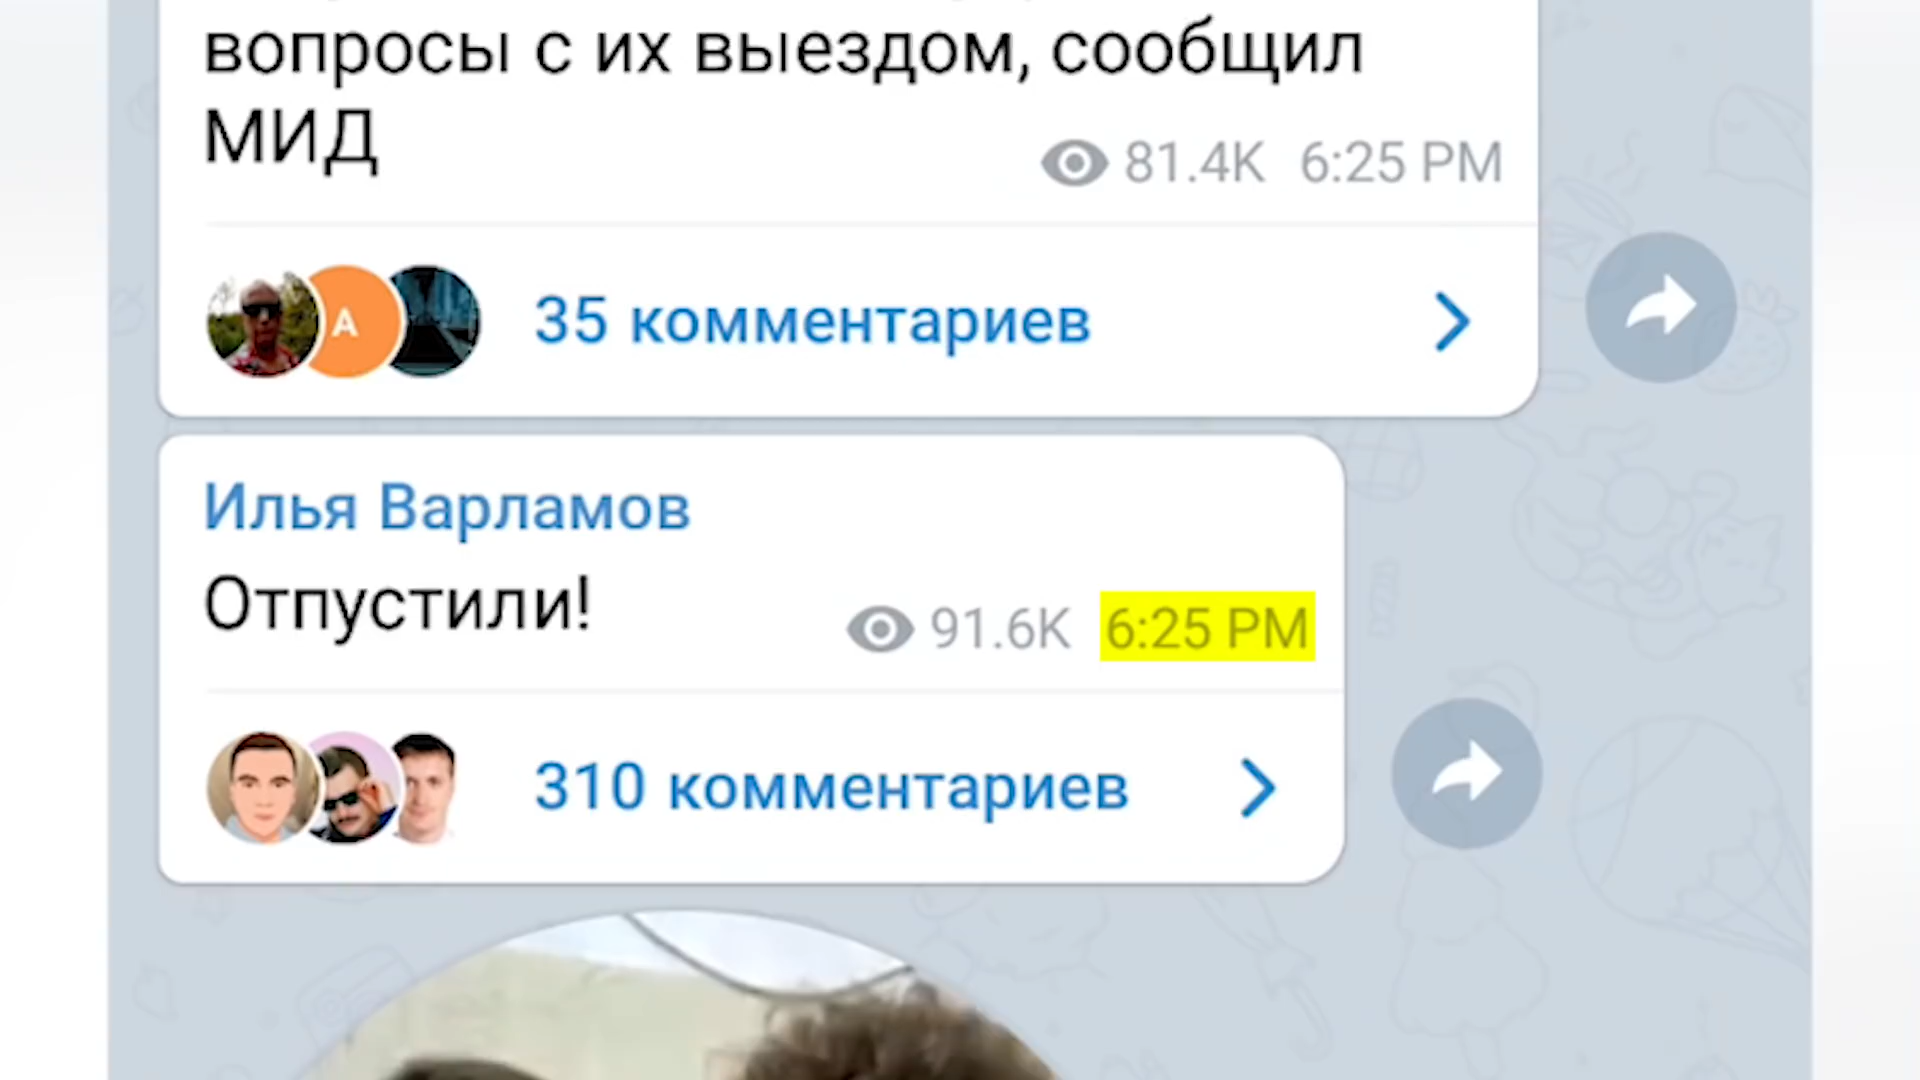 вопросы с их выездом, сообщил
МИД
81.4K 6:25 PM
A
35 комментариев
Илья Варламов
Отпустили!
91.6K 6:25 PM
310 комментариев